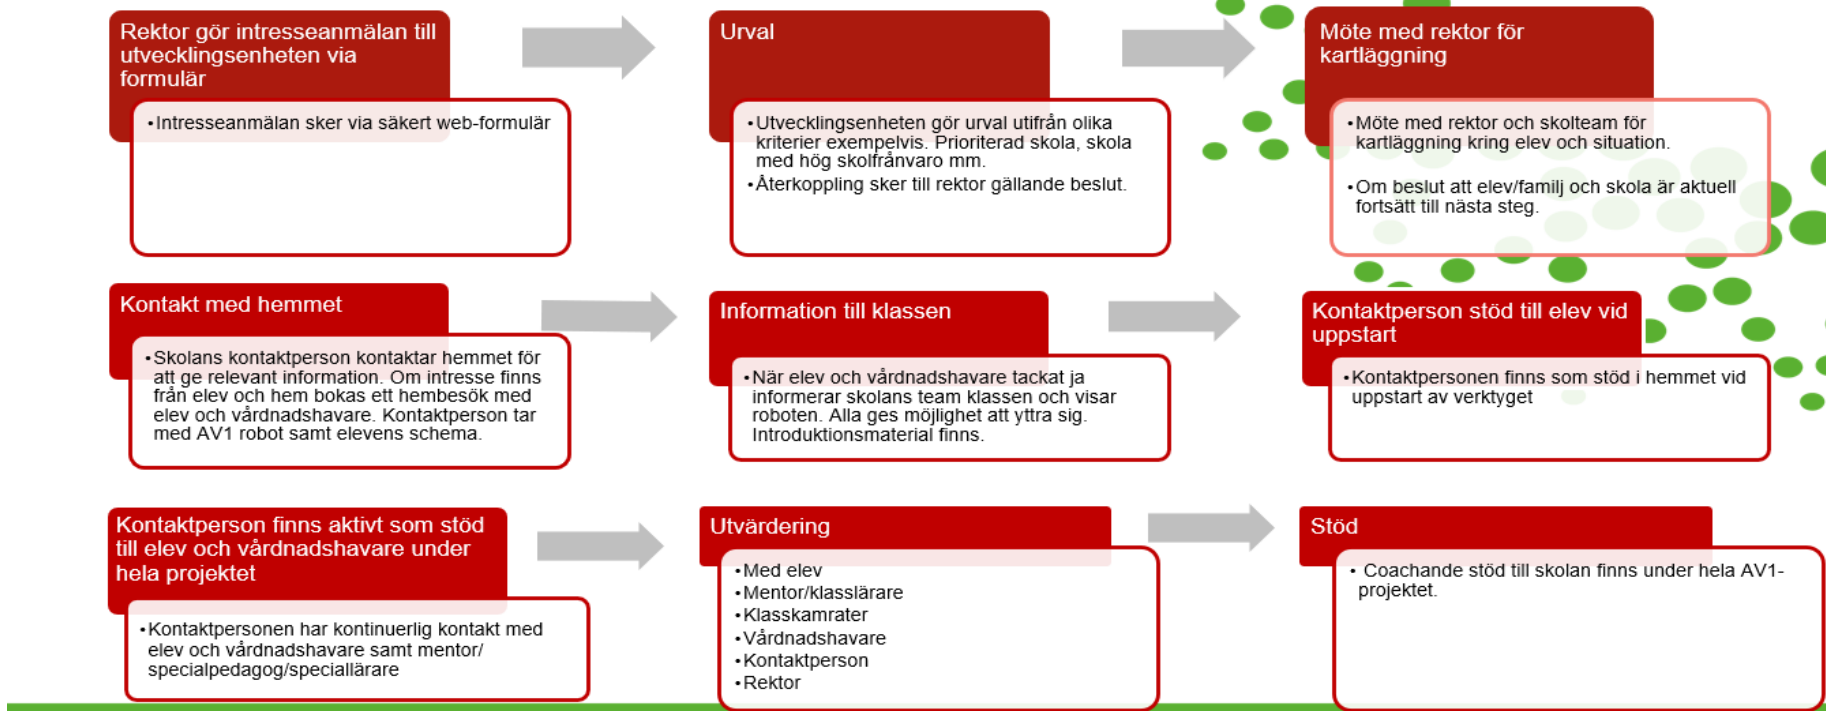 Rektor gör intresseanmälan till
utvecklingsenheten via
formulär
•Intresseanmälan sker via säkert web-formulär
Urval
•Utvecklingsenheten gör urval utifrån olika
kriterier exempelvis. Prioriterad skola, skola
med hög skolfrånvaro mm.
•Återkoppling sker till rektor gällande beslut.
Möte med rektor för
kartläggning
•Möte med rektor och skolteam för
kartläggning kring elev och situation.
•Om beslut att elev/familj och skola är aktuell
fortsätt till nästa steg.
Kontakt med hemmet
•Skolans kontaktperson kontaktar hemmet för
att ge relevant information. Om intresse finns
från elev och hem bokas ett hembesök med
elev och vårdnadshavare. Kontaktperson tar
med AV1 robot samt elevens schema.
Information till klassen
•När elev och vårdnadshavare tackat ja
informerar skolans team klassen och visar
roboten. Alla ges möjlighet att yttra sig.
Introduktionsmaterial finns.
Kontaktperson stöd till elev vid
uppstart
•Kontaktpersonen finns som stöd i hemmet vid
uppstart av verktyget
Kontaktperson finns aktivt som stöd
till elev och vårdnadshavare under
hela projektet
•Kontaktpersonen har kontinuerlig kontakt med
elev och vårdnadshavare samt mentor/
specialpedagog/speciallärare
Utvärdering
•Med elev
•Mentor/klasslärare
•Klasskamrater
•Vårdnadshavare
•Kontaktperson
•Rektor
Stöd
• Coachande stöd till skolan finns under hela AV1-
projektet.